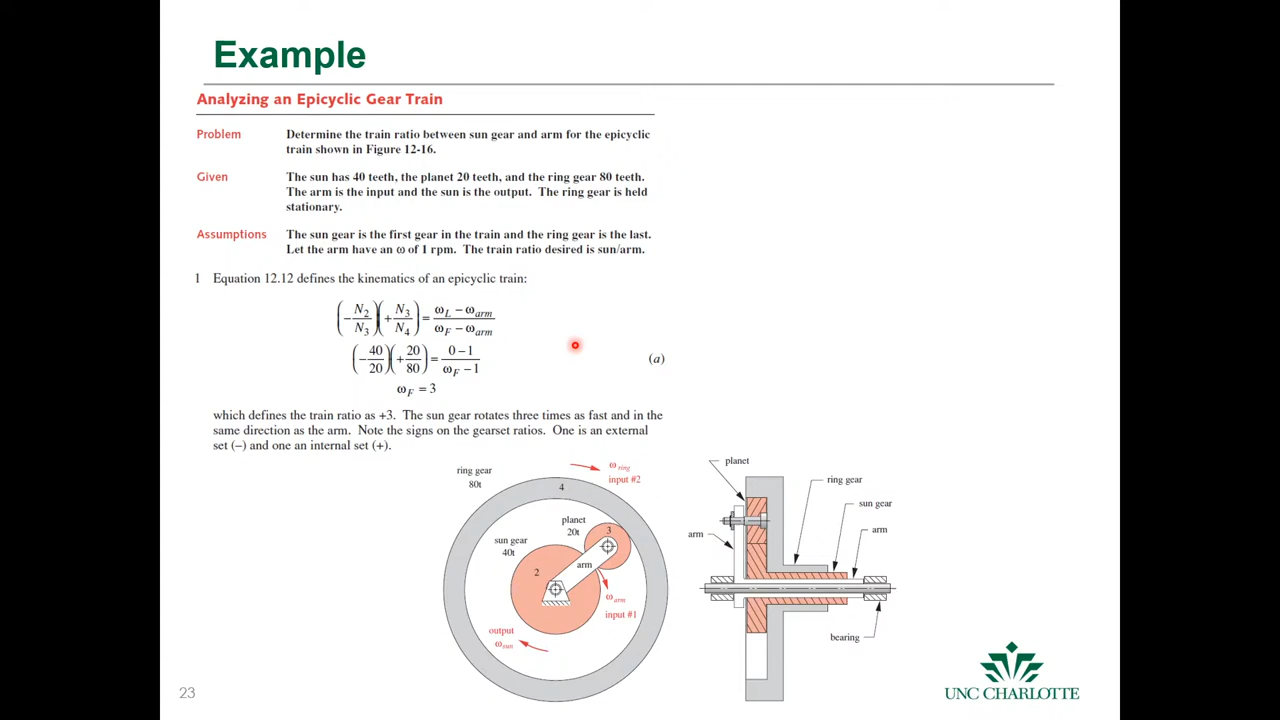 Example
Analyzing an Epicyclic Gear Train
Problem Determine the train ratio between sun gear and arm for the epicyclic
train shown in Figure 12-16.
Given The sun has 40 teeth, the planet 20 teeth, and the ring gear 80 teeth.
The arm is the input and the sun is the output. The ring gear is held
stationary.
Assumptions The sun gear is the first gear in the train and the ring gear is the last.
Let the arm have an ω of 1 rpm. The train ratio desired is sun/arm.
1 Equation 12.12 defines the kinematics of an epicyclic train:
(−N₂/N₃)(+N₃/N₄) = (ω_L − ω_arm)/(ω_F − ω_arm)
(−40/20)(+20/80) = (0 − 1)/(ω_F − 1) (a)
ω_F = 3
which defines the train ratio as +3. The sun gear rotates three times as fast and in the
same direction as the arm. Note the signs on the gearset ratios. One is an external
set (–) and one an internal set (+).
ring gear
80t
ω_ring
input #2
4
planet
20t
3
sun gear
40t
2
arm
ω_arm
input #1
output
ω_sun
planet
ring gear
sun gear
arm
arm
bearing
23
UNC CHARLOTTE